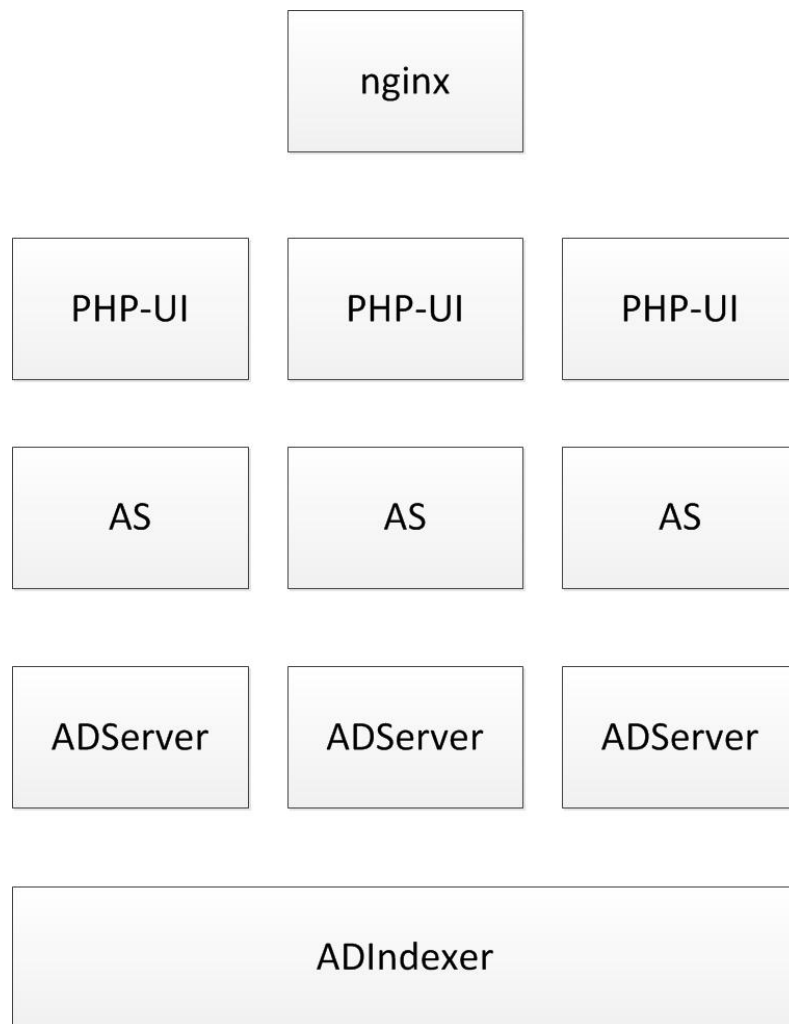 nginx
PHP-UI PHP-UI PHP-UI
AS AS AS
ADServer ADServer ADServer
ADIndexer